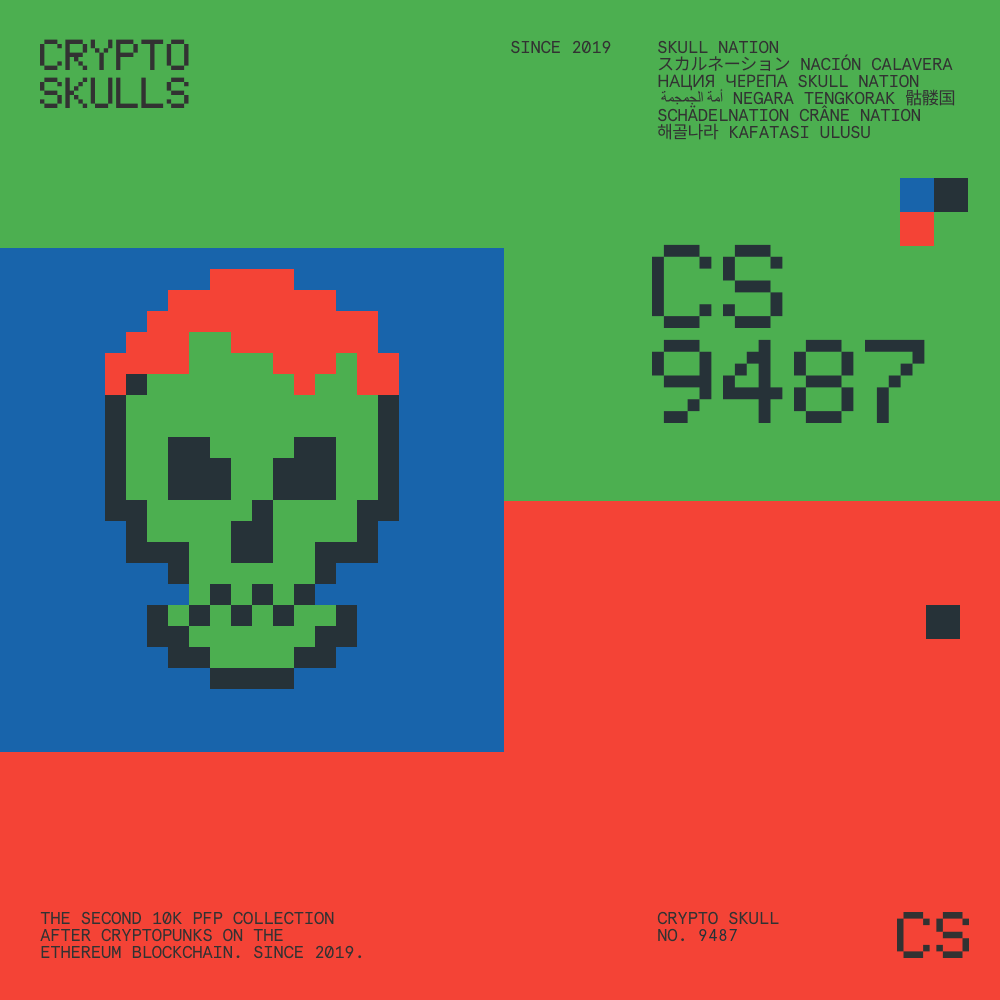 CRYPTO
SKULLS
SINCE 2019
SKULL NATION
スカルネーション NACIÓN CALAVERA
НАЦИЯ ЧЕРЕПА SKULL NATION
أمة الجمجمة NEGARA TENGKORAK 骷髅国
SCHÄDELNATION CRÂNE NATION
해골나라 KAFATASI ULUSU
CS
9487
THE SECOND 10K PFP COLLECTION
AFTER CRYPTOPUNKS ON THE
ETHEREUM BLOCKCHAIN. SINCE 2019.
CRYPTO SKULL
NO. 9487
CS